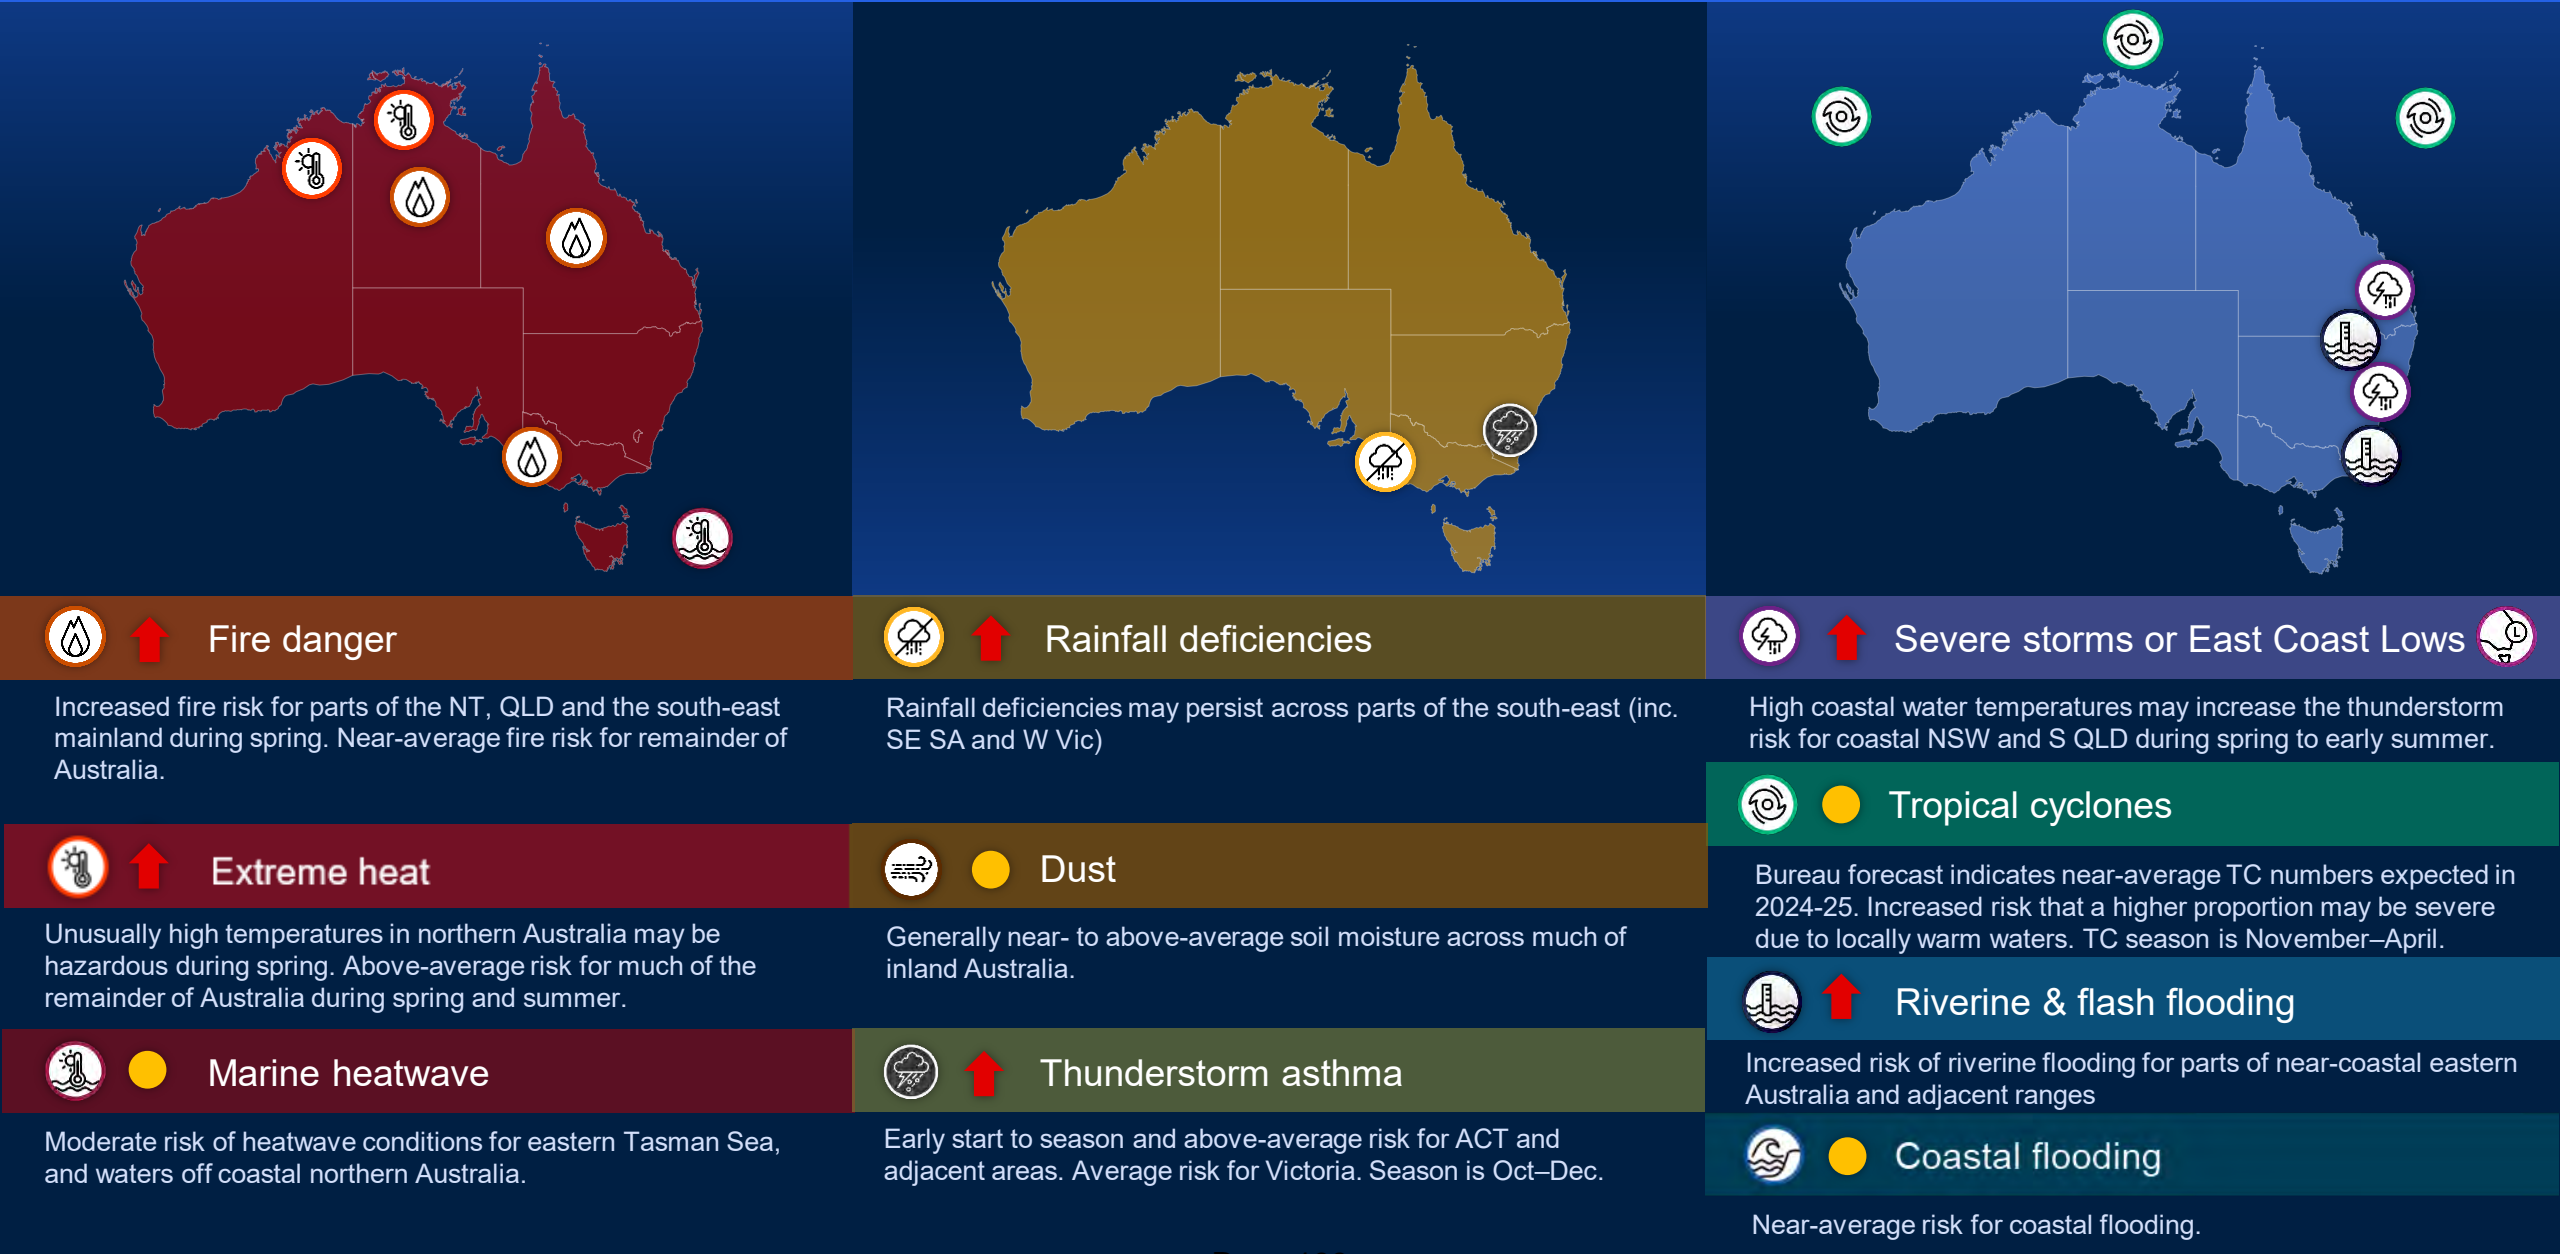 Fire danger
Increased fire risk for parts of the NT, QLD and the south-east
mainland during spring. Near-average fire risk for remainder of
Australia.
Extreme heat
Unusually high temperatures in northern Australia may be
hazardous during spring. Above-average risk for much of the
remainder of Australia during spring and summer.
Marine heatwave
Moderate risk of heatwave conditions for eastern Tasman Sea,
and waters off coastal northern Australia.
Rainfall deficiencies
Rainfall deficiencies may persist across parts of the south-east (inc.
SE SA and W Vic)
Dust
Generally near- to above-average soil moisture across much of
inland Australia.
Thunderstorm asthma
Early start to season and above-average risk for ACT and
adjacent areas. Average risk for Victoria. Season is Oct–Dec.
Severe storms or East Coast Lows
L
High coastal water temperatures may increase the thunderstorm
risk for coastal NSW and S QLD during spring to early summer.
Tropical cyclones
Bureau forecast indicates near-average TC numbers expected in
2024-25. Increased risk that a higher proportion may be severe
due to locally warm waters. TC season is November–April.
Riverine & flash flooding
Increased risk of riverine flooding for parts of near-coastal eastern
Australia and adjacent ranges
Coastal flooding
Near-average risk for coastal flooding.